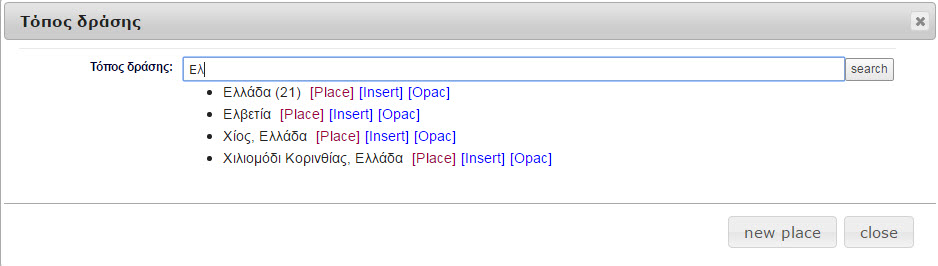 Τόπος δράσης
Τόπος δράσης: Ελ search
Ελλάδα (21) [Place] [Insert] [Opac]
Ελβετία [Place] [Insert] [Opac]
Χίος, Ελλάδα [Place] [Insert] [Opac]
Χιλιομόδι Κορινθίας, Ελλάδα [Place] [Insert] [Opac]
new place close